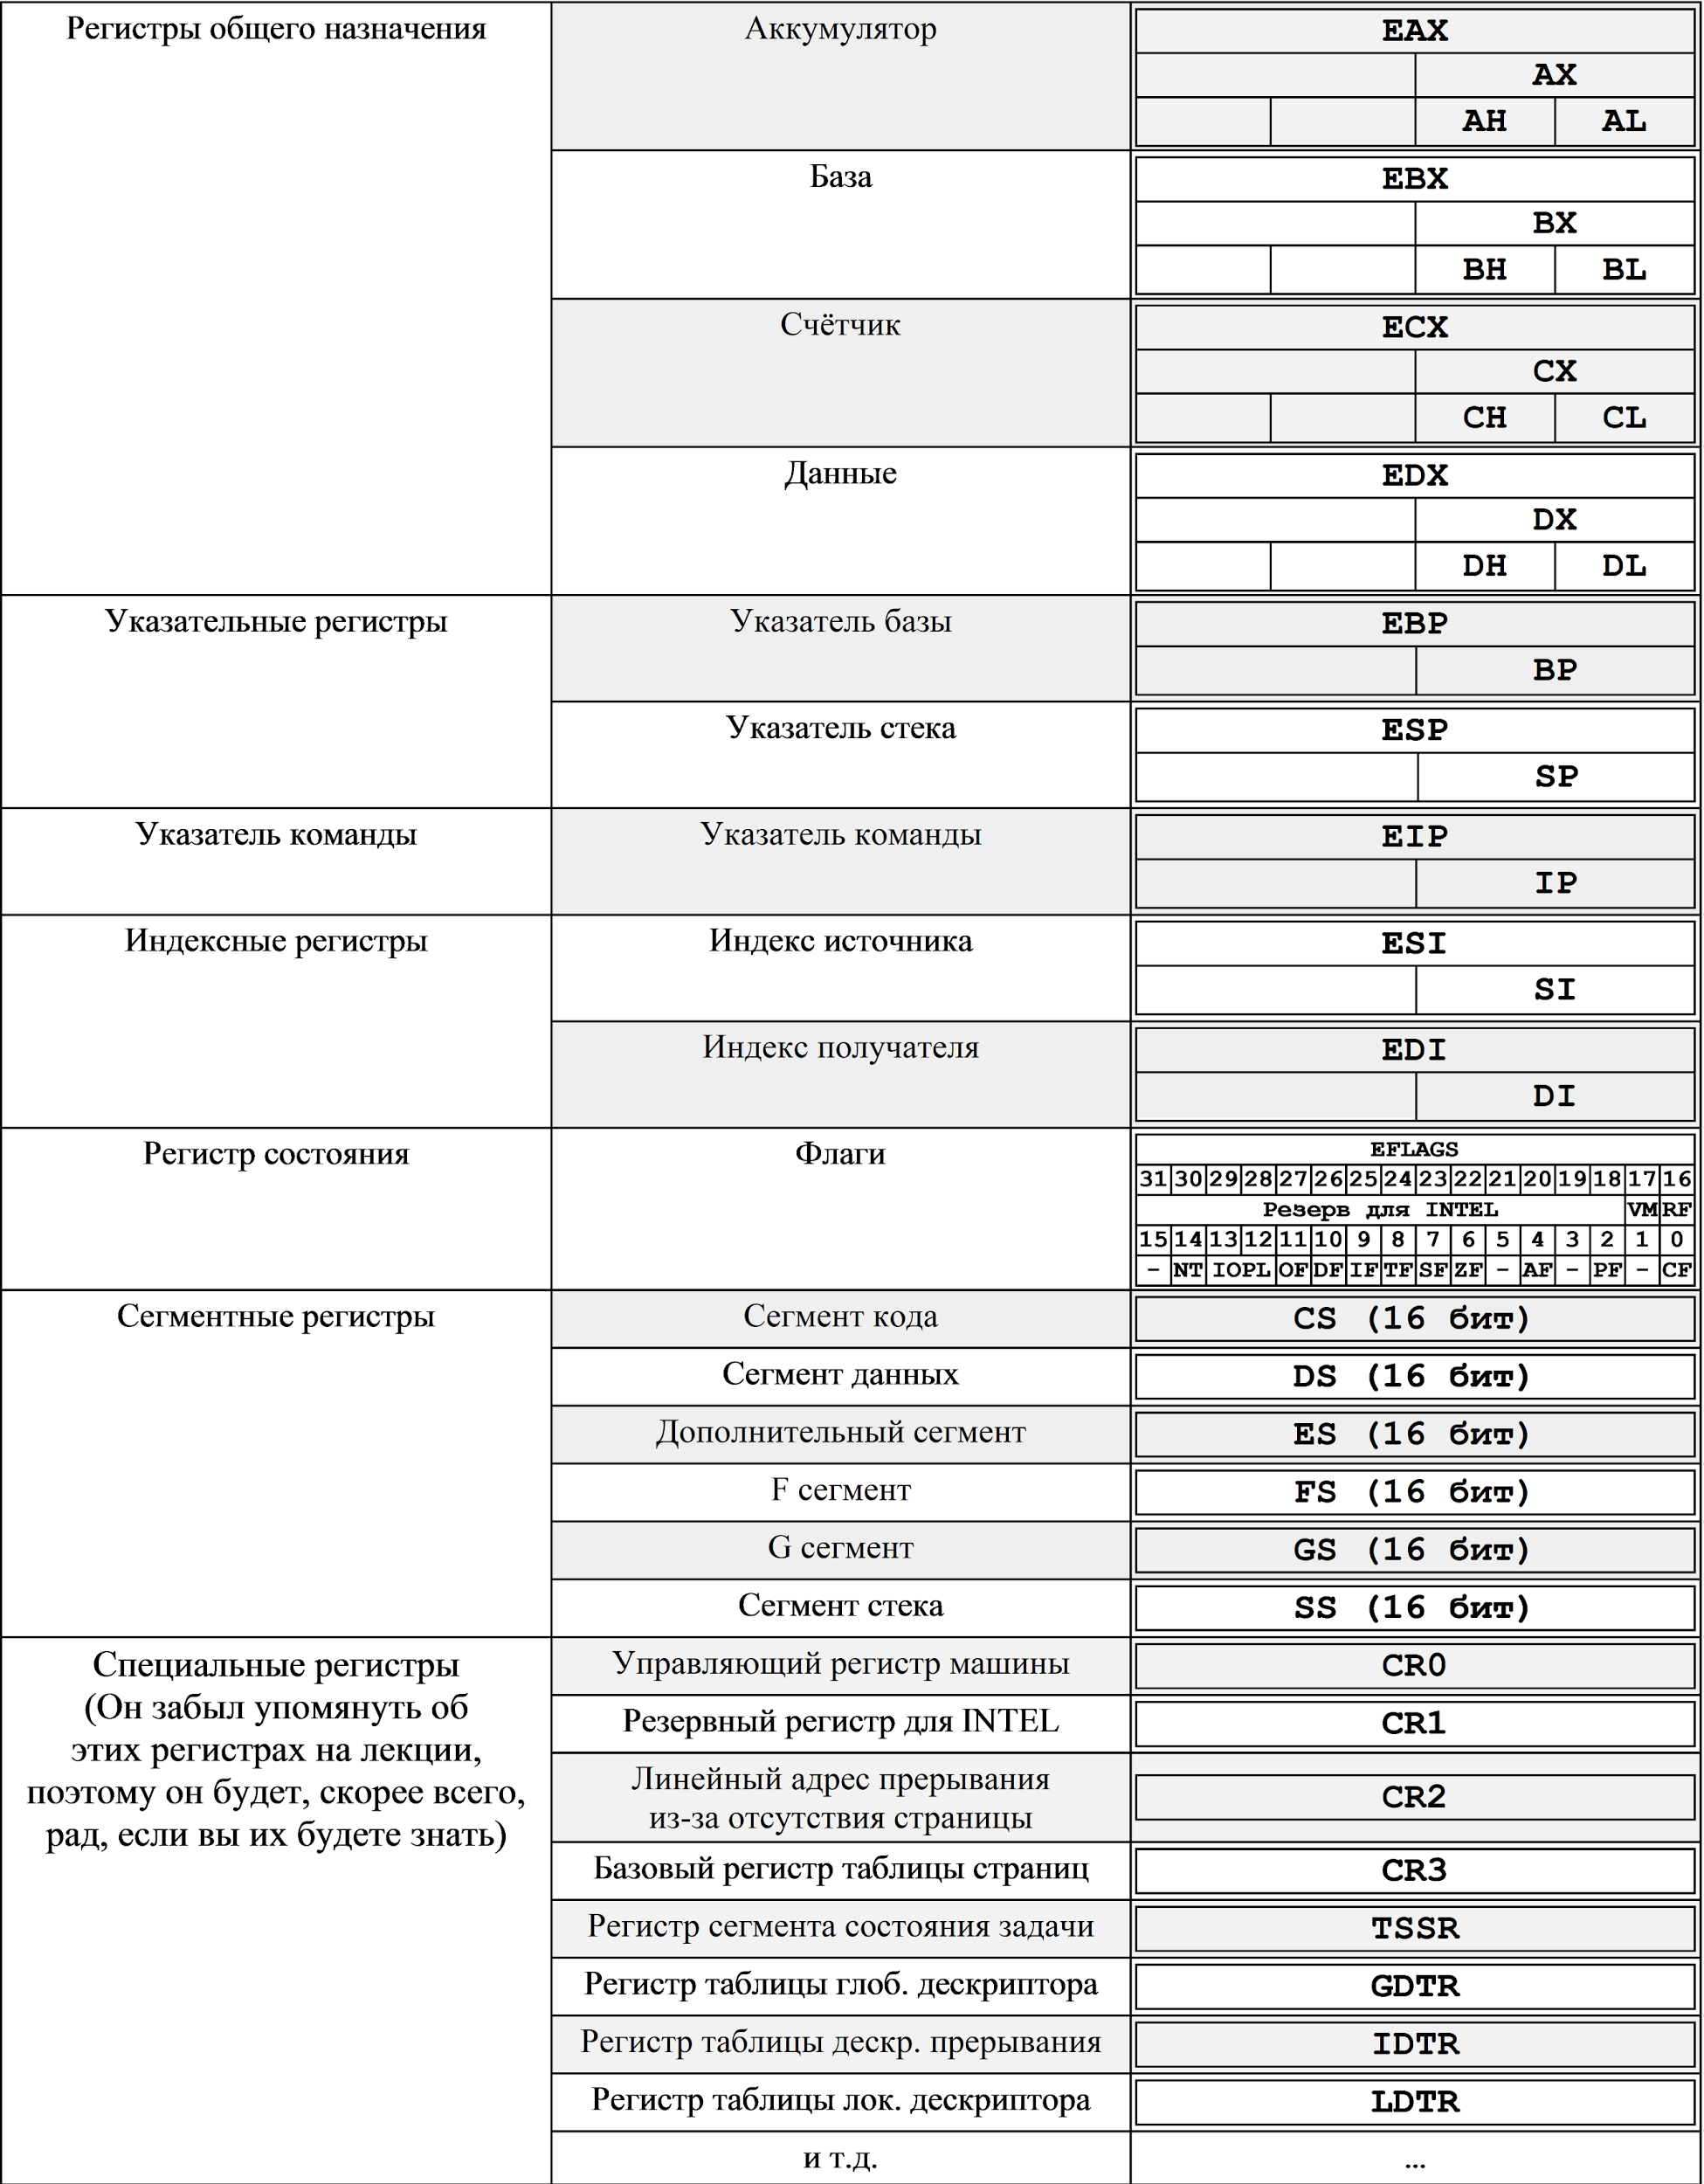 Регистры общего назначения
Аккумулятор
EAX
AX
AH AL
База
EBX
BX
BH BL
Счётчик
ECX
CX
CH CL
Данные
EDX
DX
DH DL
Указательные регистры
Указатель базы
EBP
BP
Указатель стека
ESP
SP
Указатель команды
Указатель команды
EIP
IP
Индексные регистры
Индекс источника
ESI
SI
Индекс получателя
EDI
DI
Регистр состояния
Флаги
EFLAGS
31 30 29 28 27 26 25 24 23 22 21 20 19 18 17 16
Резерв для INTEL VM RF
15 14 13 12 11 10 9 8 7 6 5 4 3 2 1 0
- NT IOPL OF DF IF TF SF ZF - AF - PF - CF
Сегментные регистры
Сегмент кода
CS (16 бит)
Сегмент данных
DS (16 бит)
Дополнительный сегмент
ES (16 бит)
F сегмент
FS (16 бит)
G сегмент
GS (16 бит)
Сегмент стека
SS (16 бит)
Специальные регистры
(Он забыл упомянуть об
этих регистрах на лекции,
поэтому он будет, скорее всего,
рад, если вы их будете знать)
Управляющий регистр машины
CR0
Резервный регистр для INTEL
CR1
Линейный адрес прерывания
из-за отсутствия страницы
CR2
Базовый регистр таблицы страниц
CR3
Регистр сегмента состояния задачи
TSSR
Регистр таблицы глоб. дескриптора
GDTR
Регистр таблицы дескр. прерывания
IDTR
Регистр таблицы лок. дескриптора
LDTR
и т.д.
...